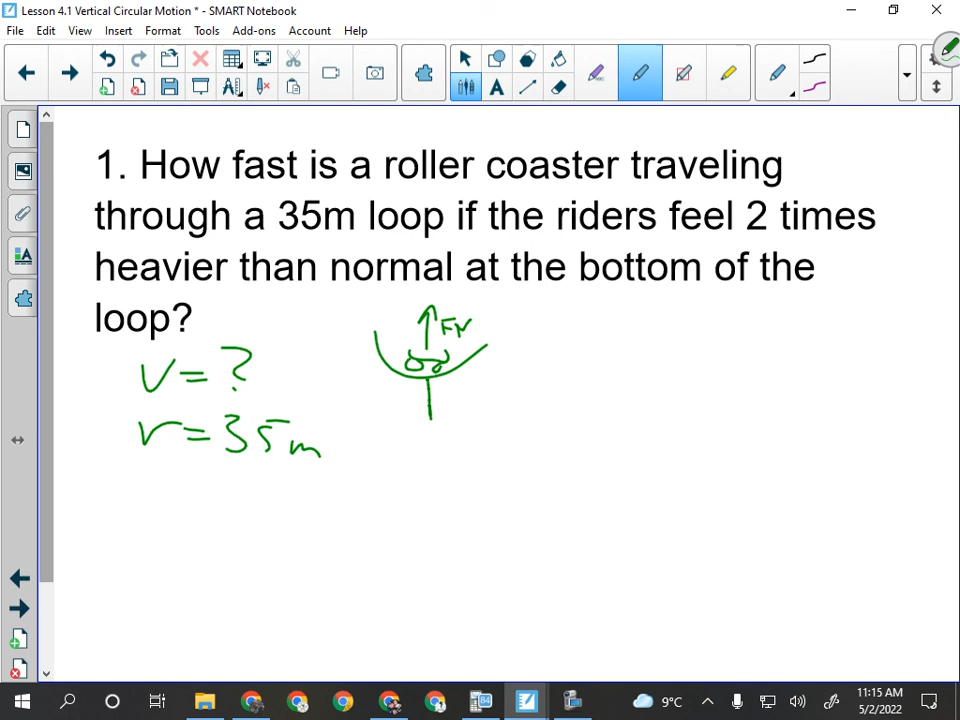 Lesson 4.1 Vertical Circular Motion * - SMART Notebook
File Edit View Insert Format Tools Add-ons Account Help
1. How fast is a roller coaster traveling
through a 35m loop if the riders feel 2 times
heavier than normal at the bottom of the
loop?
FN
v = ?
r = 35m
84
9°C
11:15 AM
5/2/2022